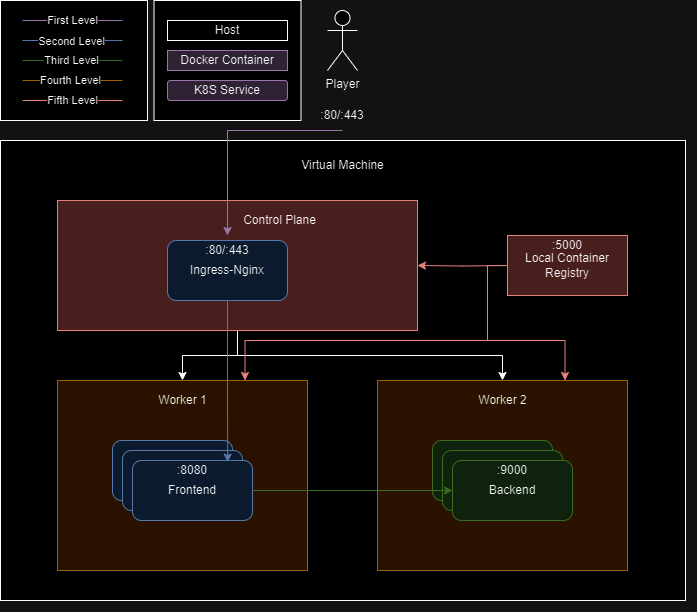 First Level
Second Level
Third Level
Fourth Level
Fifth Level
Host
Docker Container
K8S Service
Player
:80/:443
Virtual Machine
Control Plane
:80/:443
Ingress-Nginx
:5000
Local Container
Registry
Worker 1
:8080
Frontend
Worker 2
:9000
Backend